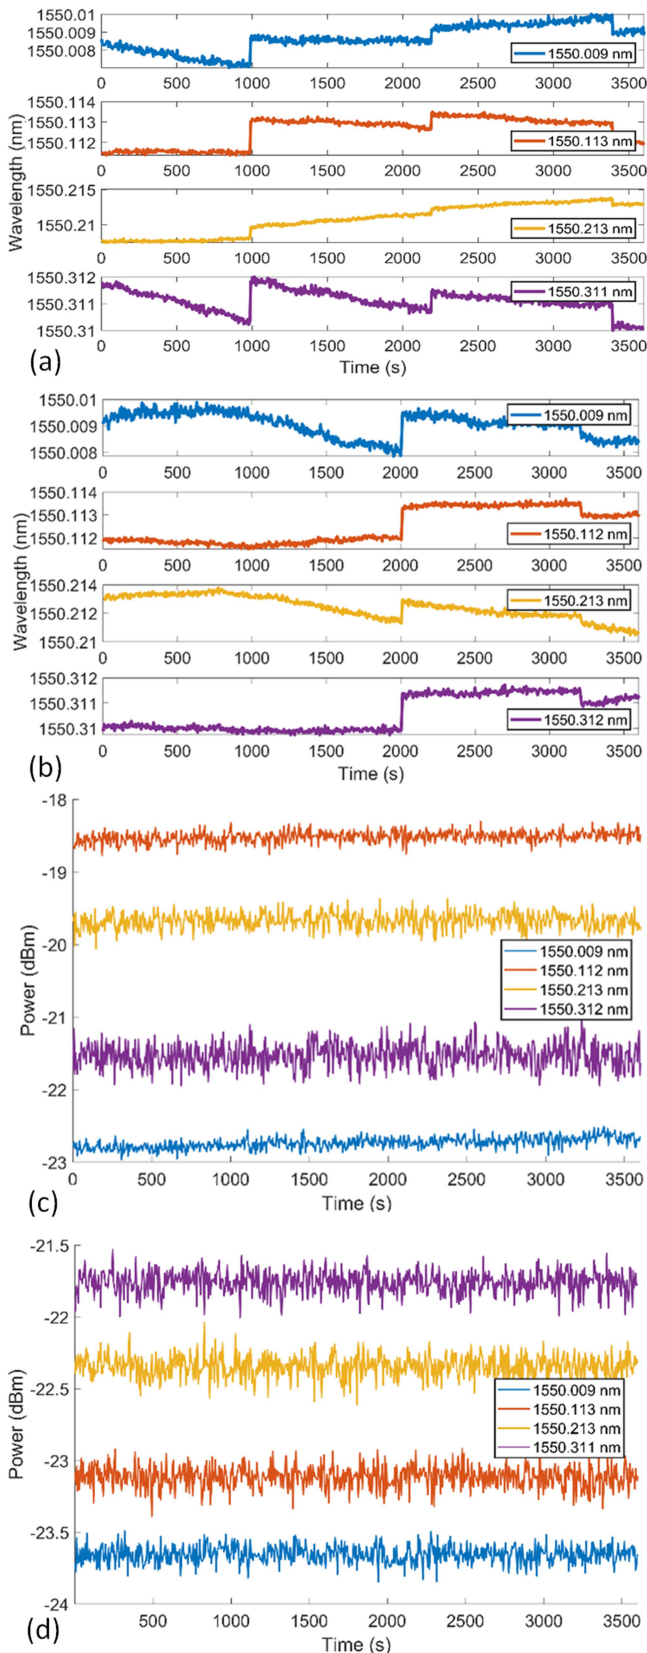 1550.01
1550.009
1550.008
1550.009 nm
0 500 1000 1500 2000 2500 3000 3500
1550.114
1550.113
1550.112
1550.113 nm
0 500 1000 1500 2000 2500 3000 3500
Wavelength (nm)
1550.215
1550.21
1550.213 nm
0 500 1000 1500 2000 2500 3000 3500
1550.312
1550.311
1550.31
1550.311 nm
0 500 1000 1500 2000 2500 3000 3500
Time (s)
(a)
1550.01
1550.009
1550.008
1550.009 nm
0 500 1000 1500 2000 2500 3000 3500
1550.114
1550.113
1550.112
1550.112 nm
0 500 1000 1500 2000 2500 3000 3500
Wavelength (nm)
1550.214
1550.212
1550.21
1550.213 nm
0 500 1000 1500 2000 2500 3000 3500
1550.312
1550.311
1550.31
1550.312 nm
0 500 1000 1500 2000 2500 3000 3500
Time (s)
(b)
-18
-19
-20
-21
-22
-23
Power (dBm)
1550.009 nm
1550.112 nm
1550.213 nm
1550.312 nm
0 500 1000 1500 2000 2500 3000 3500
Time (s)
(c)
-21.5
-22
-22.5
-23
-23.5
-24
Power (dBm)
1550.009 nm
1550.113 nm
1550.213 nm
1550.311 nm
500 1000 1500 2000 2500 3000 3500
Time (s)
(d)